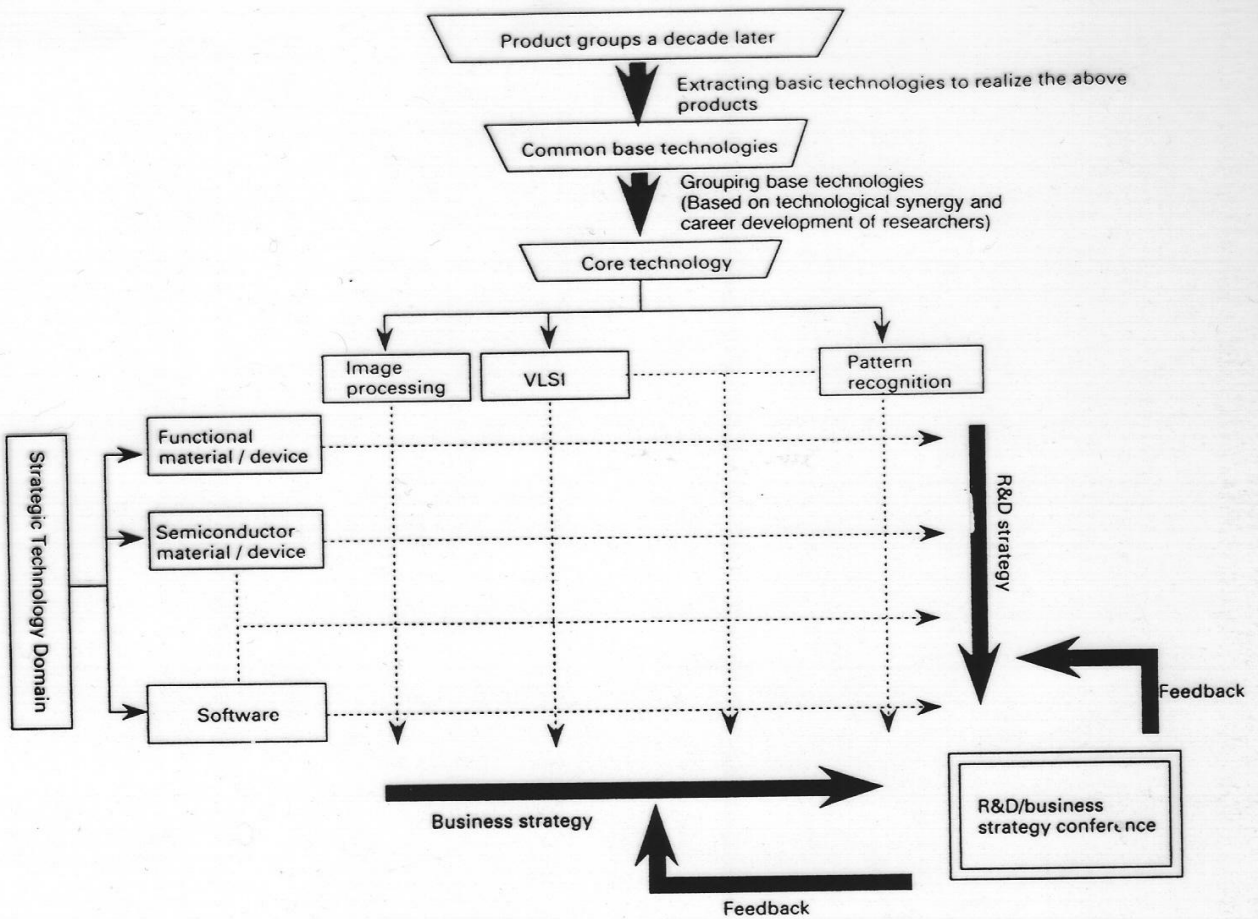 Product groups a decade later
Extracting basic technologies to realize the above
products
Common base technologies
Grouping base technologies
(Based on technological synergy and
career development of researchers)
Core technology
Image
processing
VLSI
Pattern
recognition
Strategic Technology Domain
Functional
material / device
Semiconductor
material / device
Software
R&D strategy
Feedback
Business strategy
R&D/business
strategy conference
Feedback